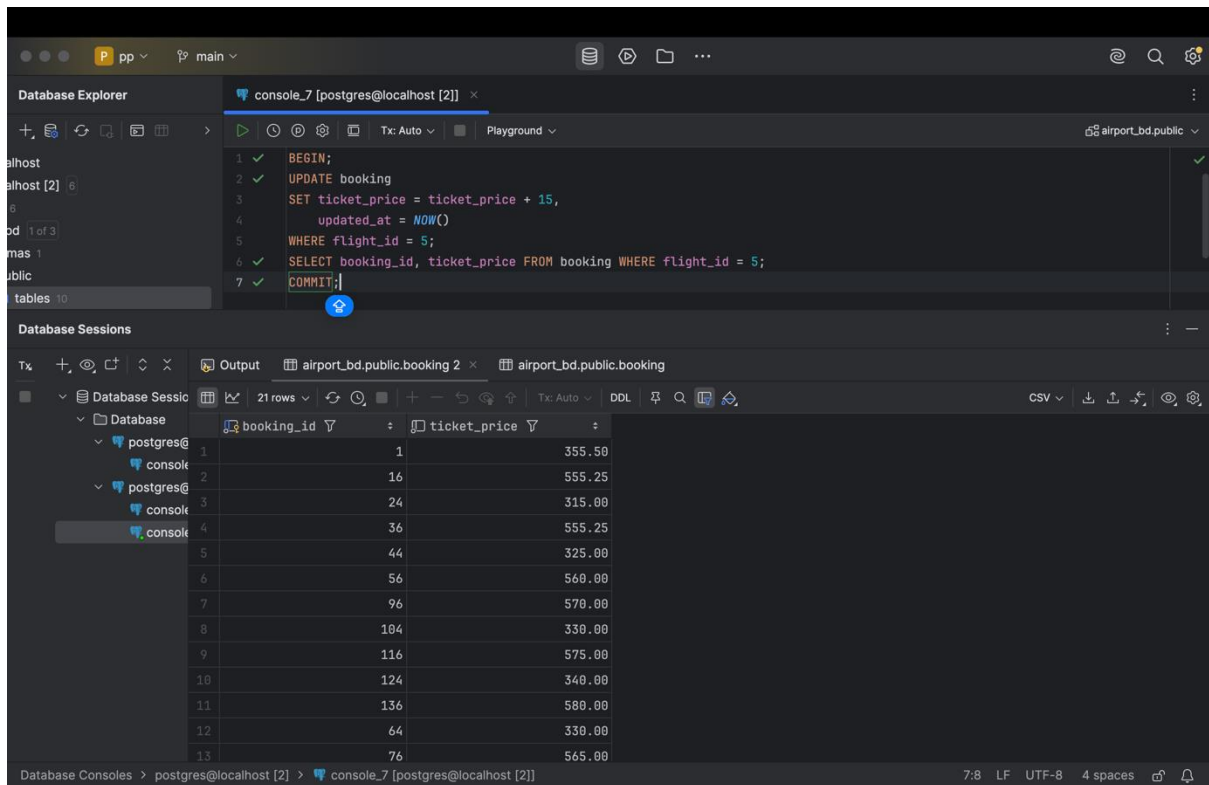 P pp main
Database Explorer
console_7 [postgres@localhost [2]]
Tx: Auto
Playground
airport_bd.public
alhost
alhost [2] 6
6
od 1 of 3
mas 1
ublic
tables 10
1 BEGIN;
2 UPDATE booking
3 SET ticket_price = ticket_price + 15,
4 updated_at = NOW()
5 WHERE flight_id = 5;
6 SELECT booking_id, ticket_price FROM booking WHERE flight_id = 5;
7 COMMIT;
Database Sessions
Tx
Output airport_bd.public.booking 2 airport_bd.public.booking
Database Sessio
Database
postgres@
console
postgres@
console
console
21 rows Tx: Auto DDL CSV
booking_id ticket_price
1 1 355.50
2 16 555.25
3 24 315.00
4 36 555.25
5 44 325.00
6 56 560.00
7 96 570.00
8 104 330.00
9 116 575.00
10 124 340.00
11 136 580.00
12 64 330.00
13 76 565.00
Database Consoles > postgres@localhost [2] > console_7 [postgres@localhost [2]]
7:8 LF UTF-8 4 spaces